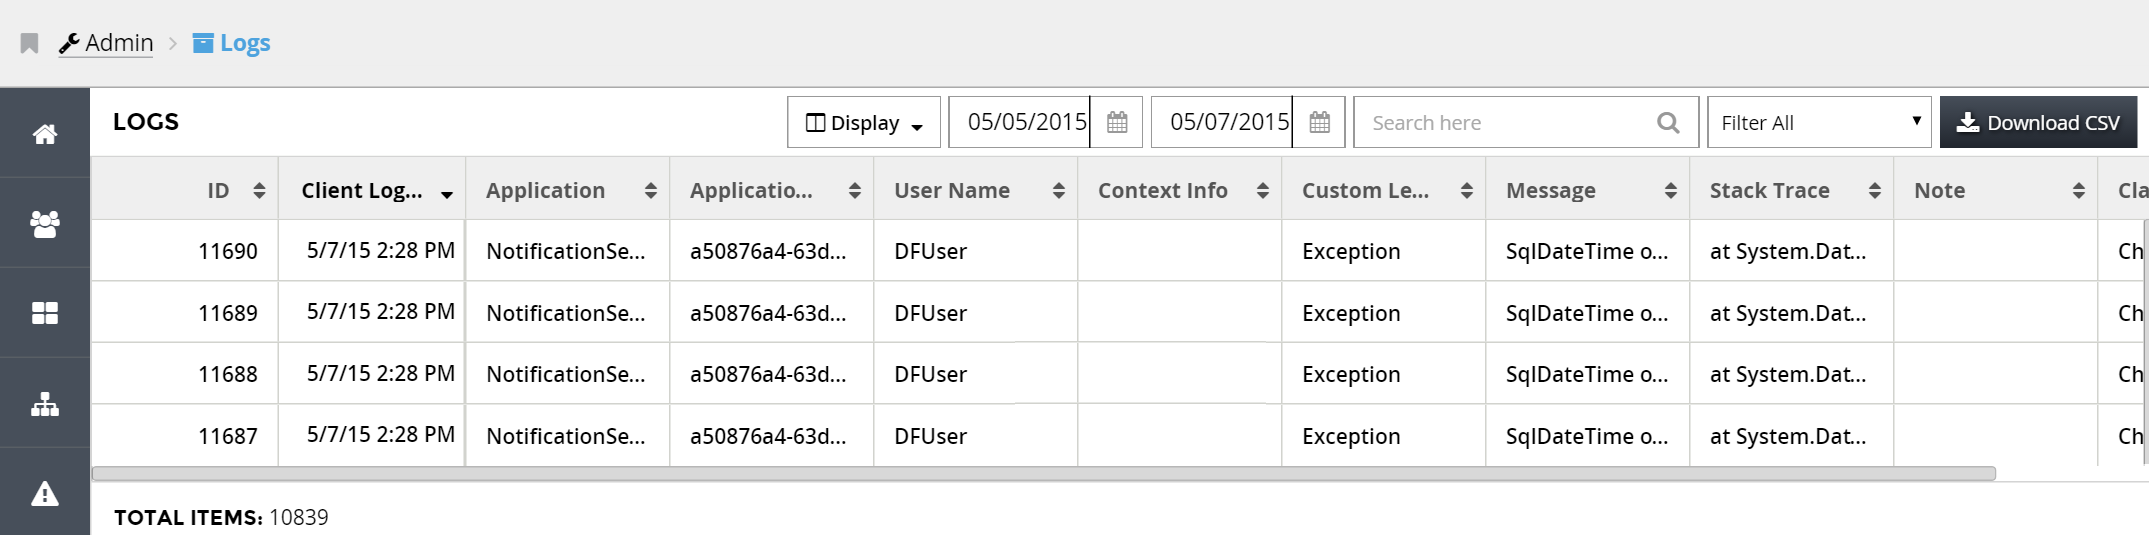 Admin > Logs
LOGS Display 05/05/2015 05/07/2015 Search here Filter All Download CSV
ID Client Log... Application Applicatio... User Name Context Info Custom Le... Message Stack Trace Note Cla
11690 5/7/15 2:28 PM NotificationSe... a50876a4-63d... DFUser Exception SqlDateTime o... at System.Dat... Ch
11689 5/7/15 2:28 PM NotificationSe... a50876a4-63d... DFUser Exception SqlDateTime o... at System.Dat... Ch
11688 5/7/15 2:28 PM NotificationSe... a50876a4-63d... DFUser Exception SqlDateTime o... at System.Dat... Ch
11687 5/7/15 2:28 PM NotificationSe... a50876a4-63d... DFUser Exception SqlDateTime o... at System.Dat... Ch
TOTAL ITEMS: 10839